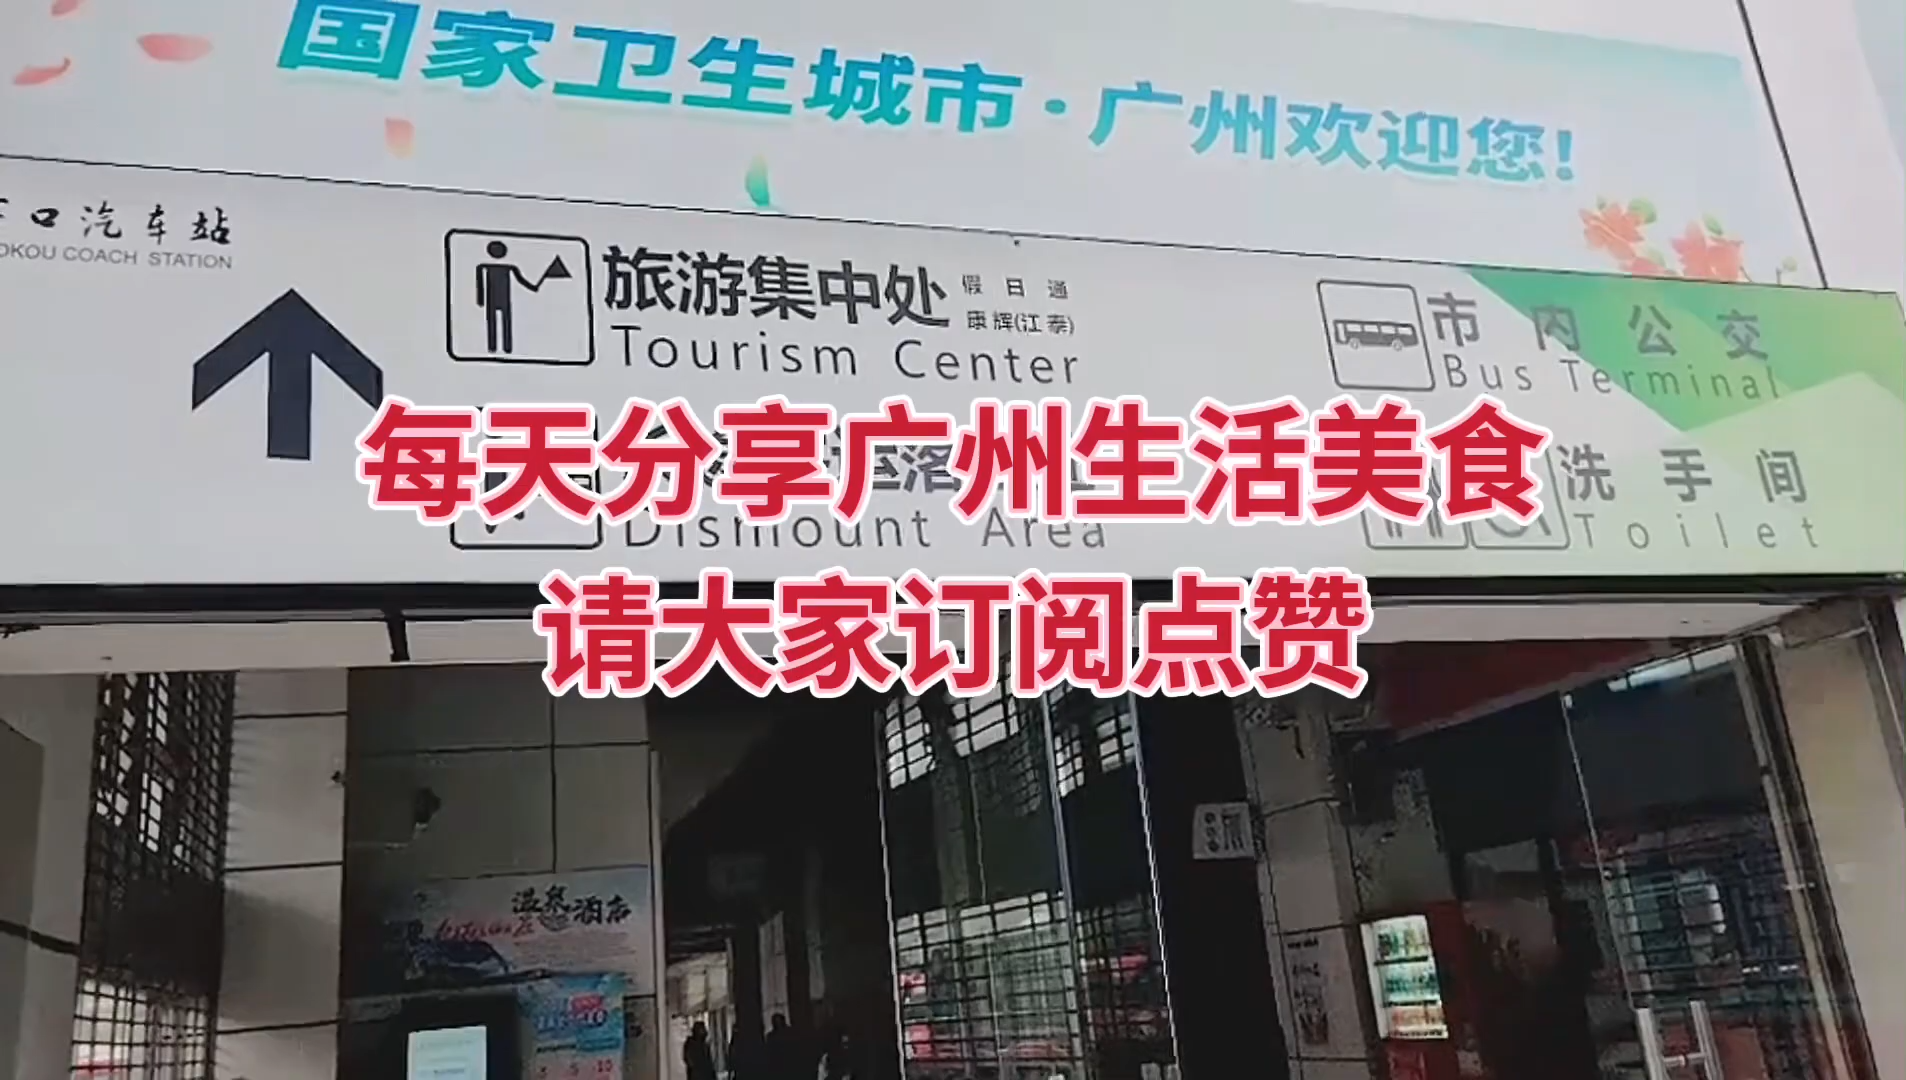 国家卫生城市·广州欢迎您!
口汽车站
OKOU COACH STATION
旅游集中处
假日通
康辉(江泰)
Tourism Center
市内公交
Bus Terminal
每天分享广州生活美食
洗手间
Dismount Area
Toilet
请大家订阅点赞
温泉酒店